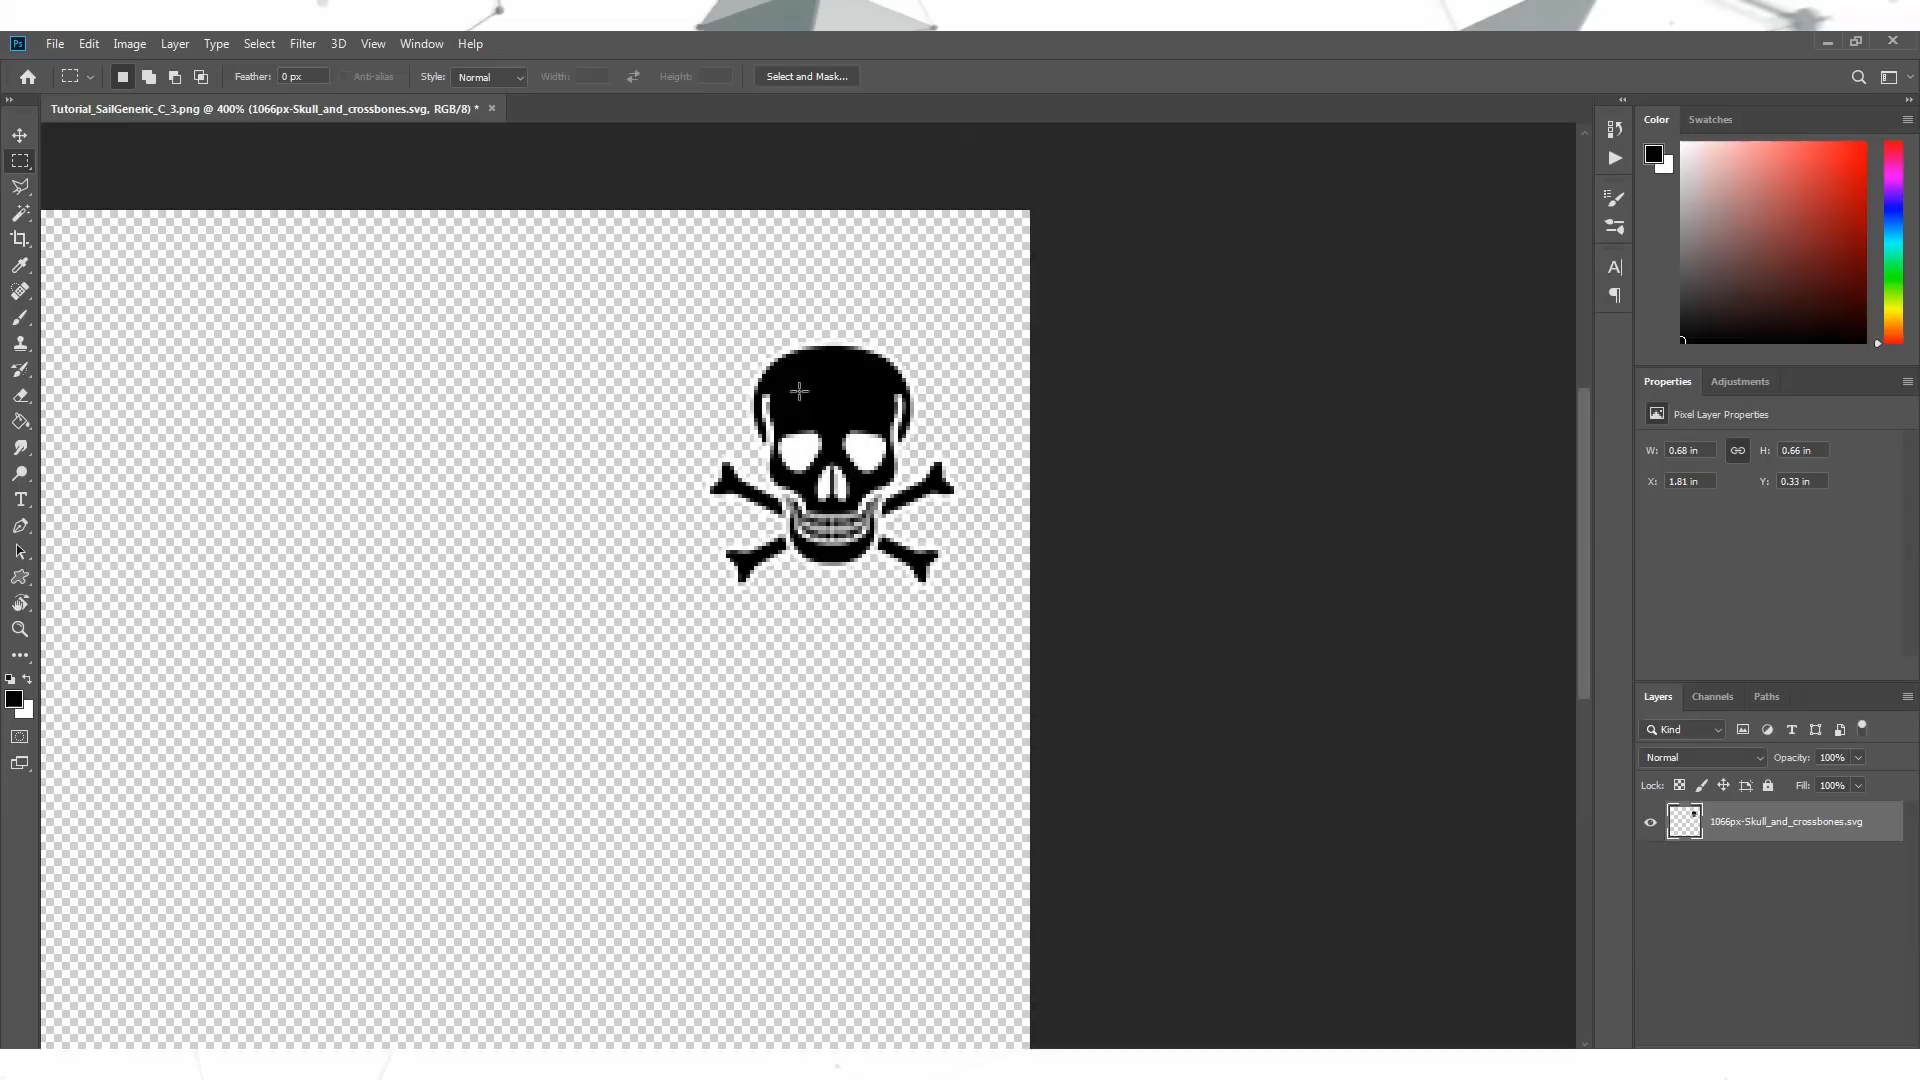 Ps File Edit Image Layer Type Select Filter 3D View Window Help
Feather: 0 px Anti-alias Style: Normal Width: Height: Select and Mask...
Tutorial_SailGeneric_C_3.png @ 400% (1066px-Skull_and_crossbones.svg, RGB/8) *
Color Swatches
Properties Adjustments
Pixel Layer Properties
W: 0.68 in H: 0.66 in
X: 1.81 in Y: 0.33 in
Layers Channels Paths
Kind
Normal Opacity: 100%
Lock: Fill: 100%
1066px-Skull_and_crossbones.svg